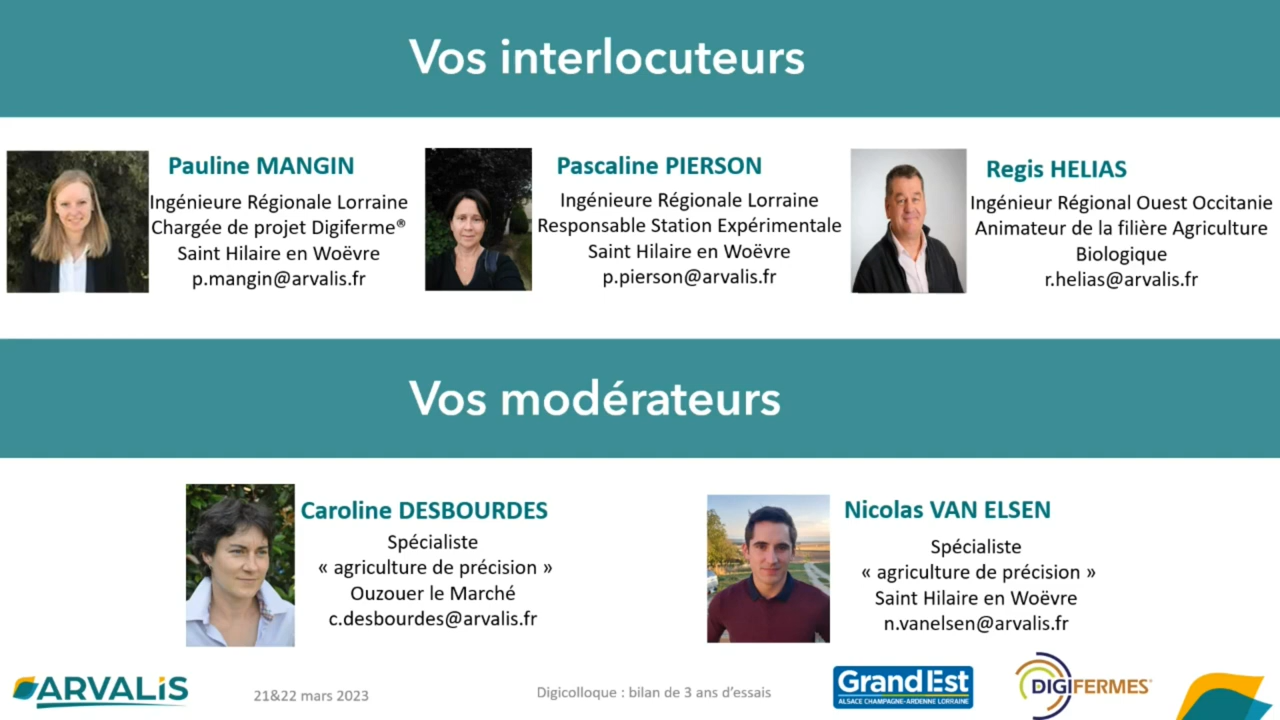 Vos interlocuteurs
Pauline MANGIN
Ingénieure Régionale Lorraine
Chargée de projet Digiferme®
Saint Hilaire en Woëvre
p.mangin@arvalis.fr
Pascaline PIERSON
Ingénieure Régionale Lorraine
Responsable Station Expérimentale
Saint Hilaire en Woëvre
p.pierson@arvalis.fr
Regis HELIAS
Ingénieur Régional Ouest Occitanie
Animateur de la filière Agriculture
Biologique
r.helias@arvalis.fr
Vos modérateurs
Caroline DESBOURDES
Spécialiste
« agriculture de précision »
Ouzouer le Marché
c.desbourdes@arvalis.fr
Nicolas VAN ELSEN
Spécialiste
« agriculture de précision »
Saint Hilaire en Woëvre
n.vanelsen@arvalis.fr
ARVALIS
21&22 mars 2023
Digicolloque : bilan de 3 ans d'essais
Grand Est
ALSACE CHAMPAGNE-ARDENNE LORRAINE
DIGIFERMES®